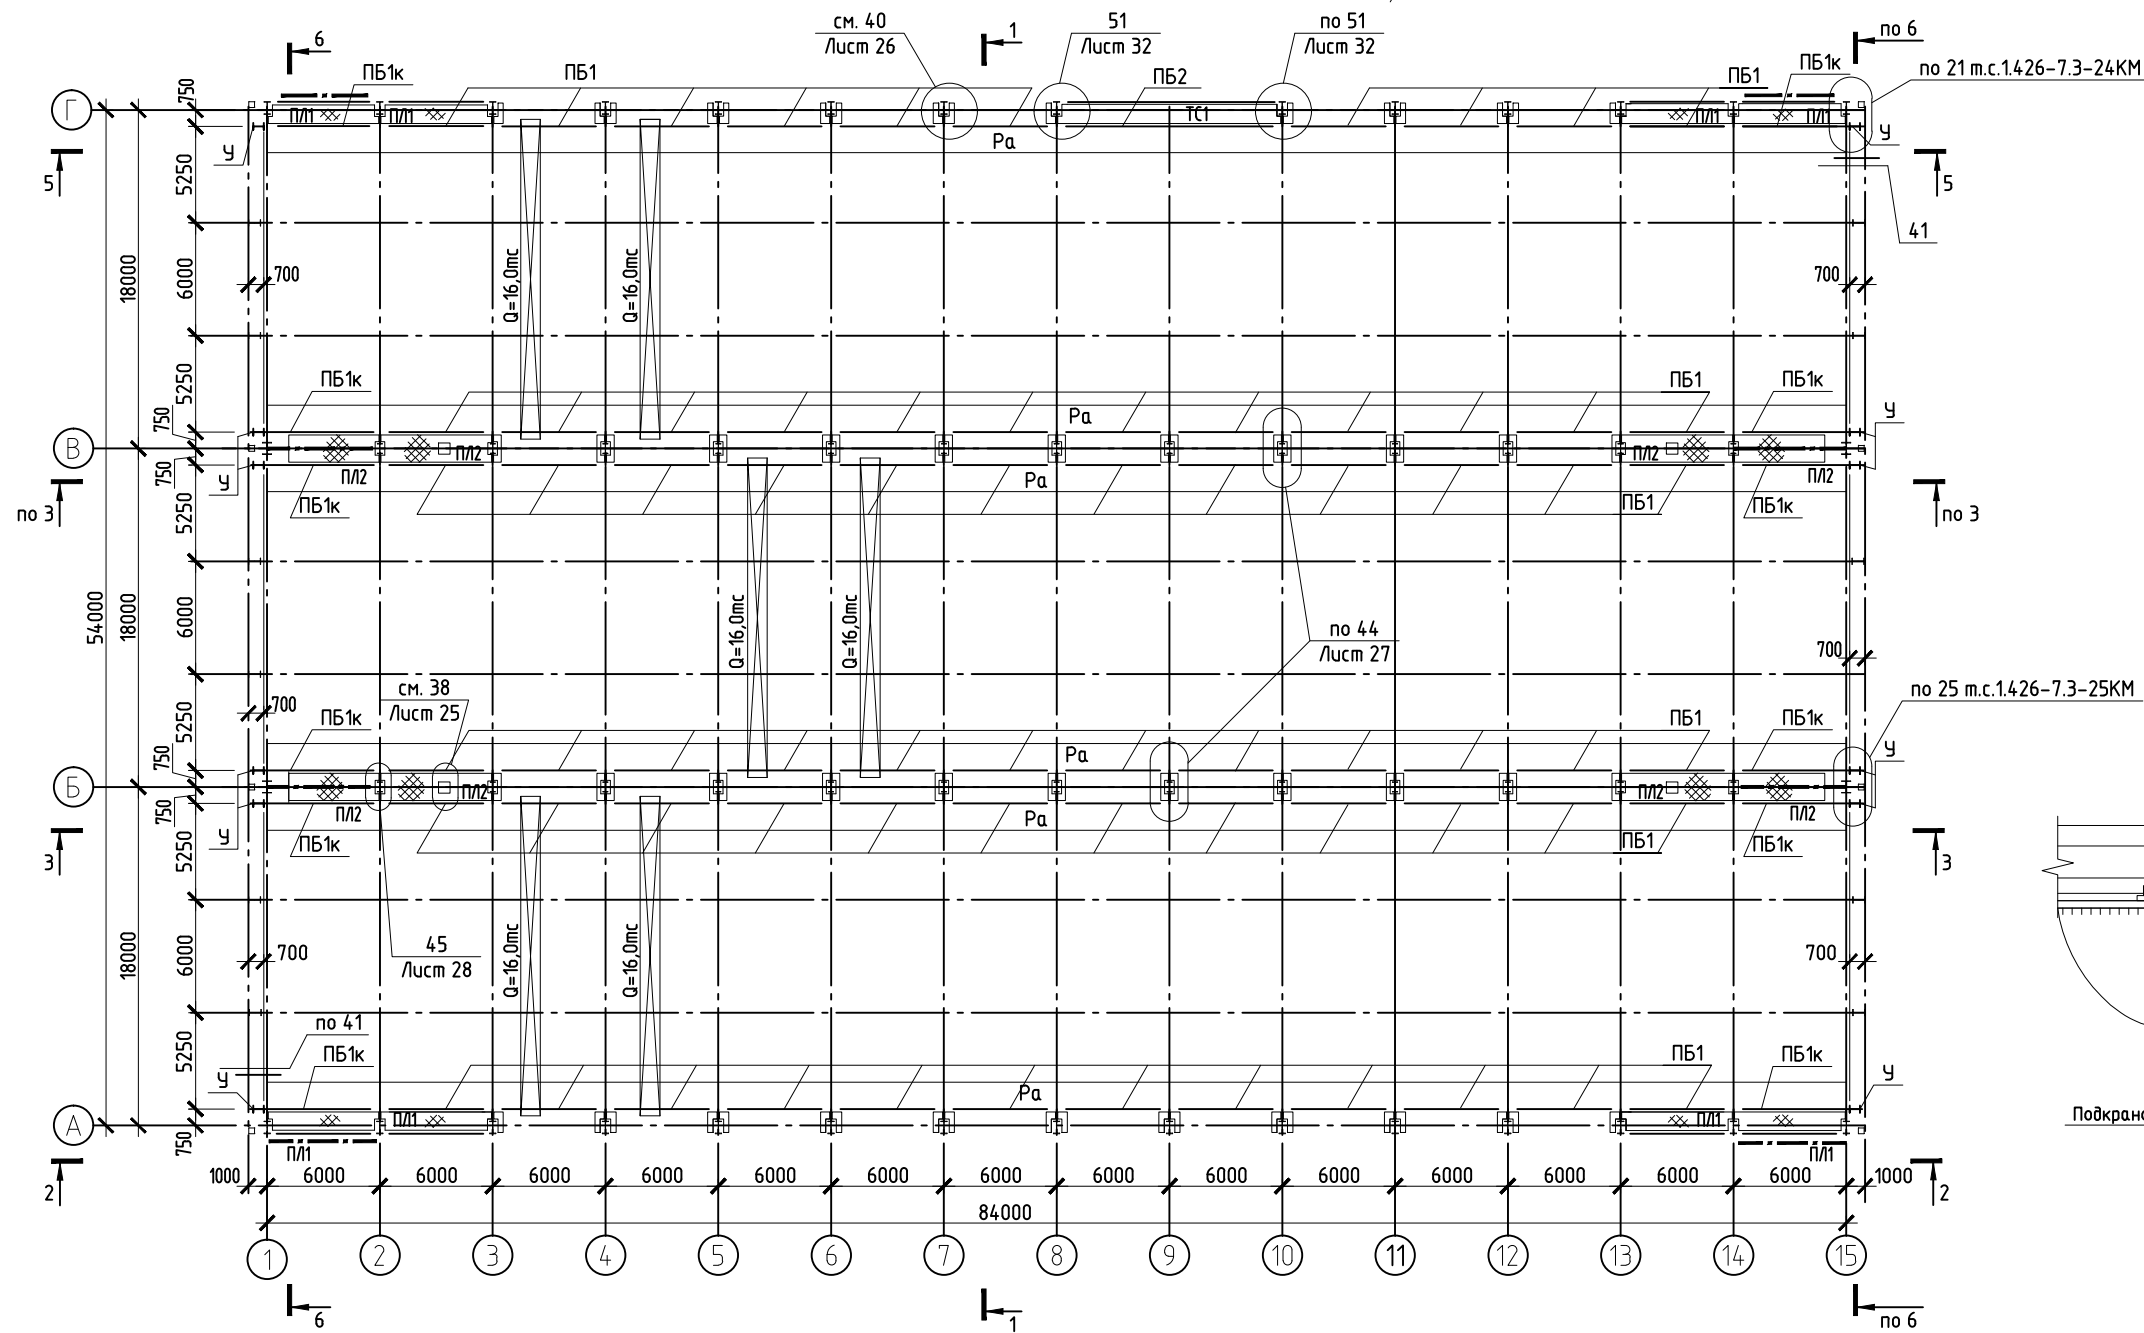 см. 40
Лист 26
51
Лист 32
по 51
Лист 32
6
1
по 6
по 21 т.с.1.426-7.3-24КМ
ПБ1к
ПБ1
ПБ2
ПБ1
ПБ1к
750
Г
ПЛ1
ПЛ1
ТС1
ПЛ1
ПЛ1
У
Ра
У
5
5250
5
41
18000
6000
700
Q=16,0тс
Q=16,0тс
700
5250
ПБ1к
ПБ1
ПБ1к
750
Ра
У
В
ПЛ2
ПЛ2
750
У
ПЛ2
Ра
ПЛ2
по 3
5250
ПБ1к
ПБ1
ПБ1к
по 3
54000
18000
6000
Q=16,0тс
Q=16,0тс
по 44
Лист 27
700
см. 38
Лист 25
700
по 25 т.с.1.426-7.3-25КМ
5250
ПБ1к
ПБ1
ПБ1к
750
Ра
У
Б
ПЛ2
ПЛ2
750
У
ПЛ2
Ра
ПЛ2
3
5250
ПБ1к
ПБ1
ПБ1к
3
18000
6000
700
45
Лист 28
Q=16,0тс
Q=16,0тс
700
5250
по 41
ПБ1к
ПБ1
ПБ1к
У
Ра
У
А
ПЛ1
ПЛ1
Подкрано
750
ПЛ1
ПЛ1
2
1000
6000
6000
6000
6000
6000
6000
6000
6000
6000
6000
6000
6000
6000
6000
1000
2
84000
1
2
3
4
5
6
7
8
9
10
11
12
13
14
15
6
1
по 6